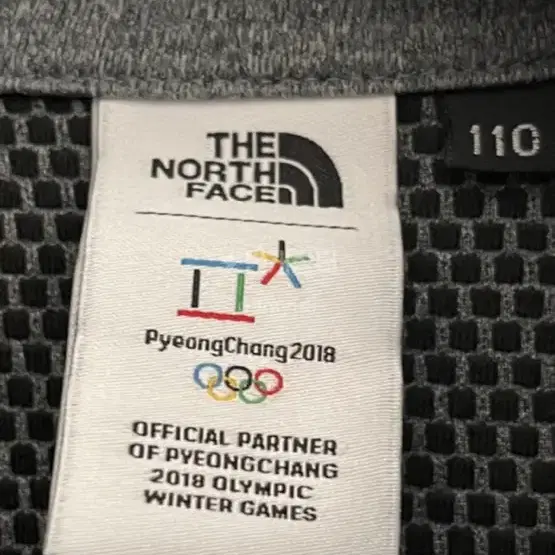 THE
NORTH
FACE
110
PyeongChang2018
OFFICIAL PARTNER
OF PYEONGCHANG
2018 OLYMPIC
WINTER GAMES